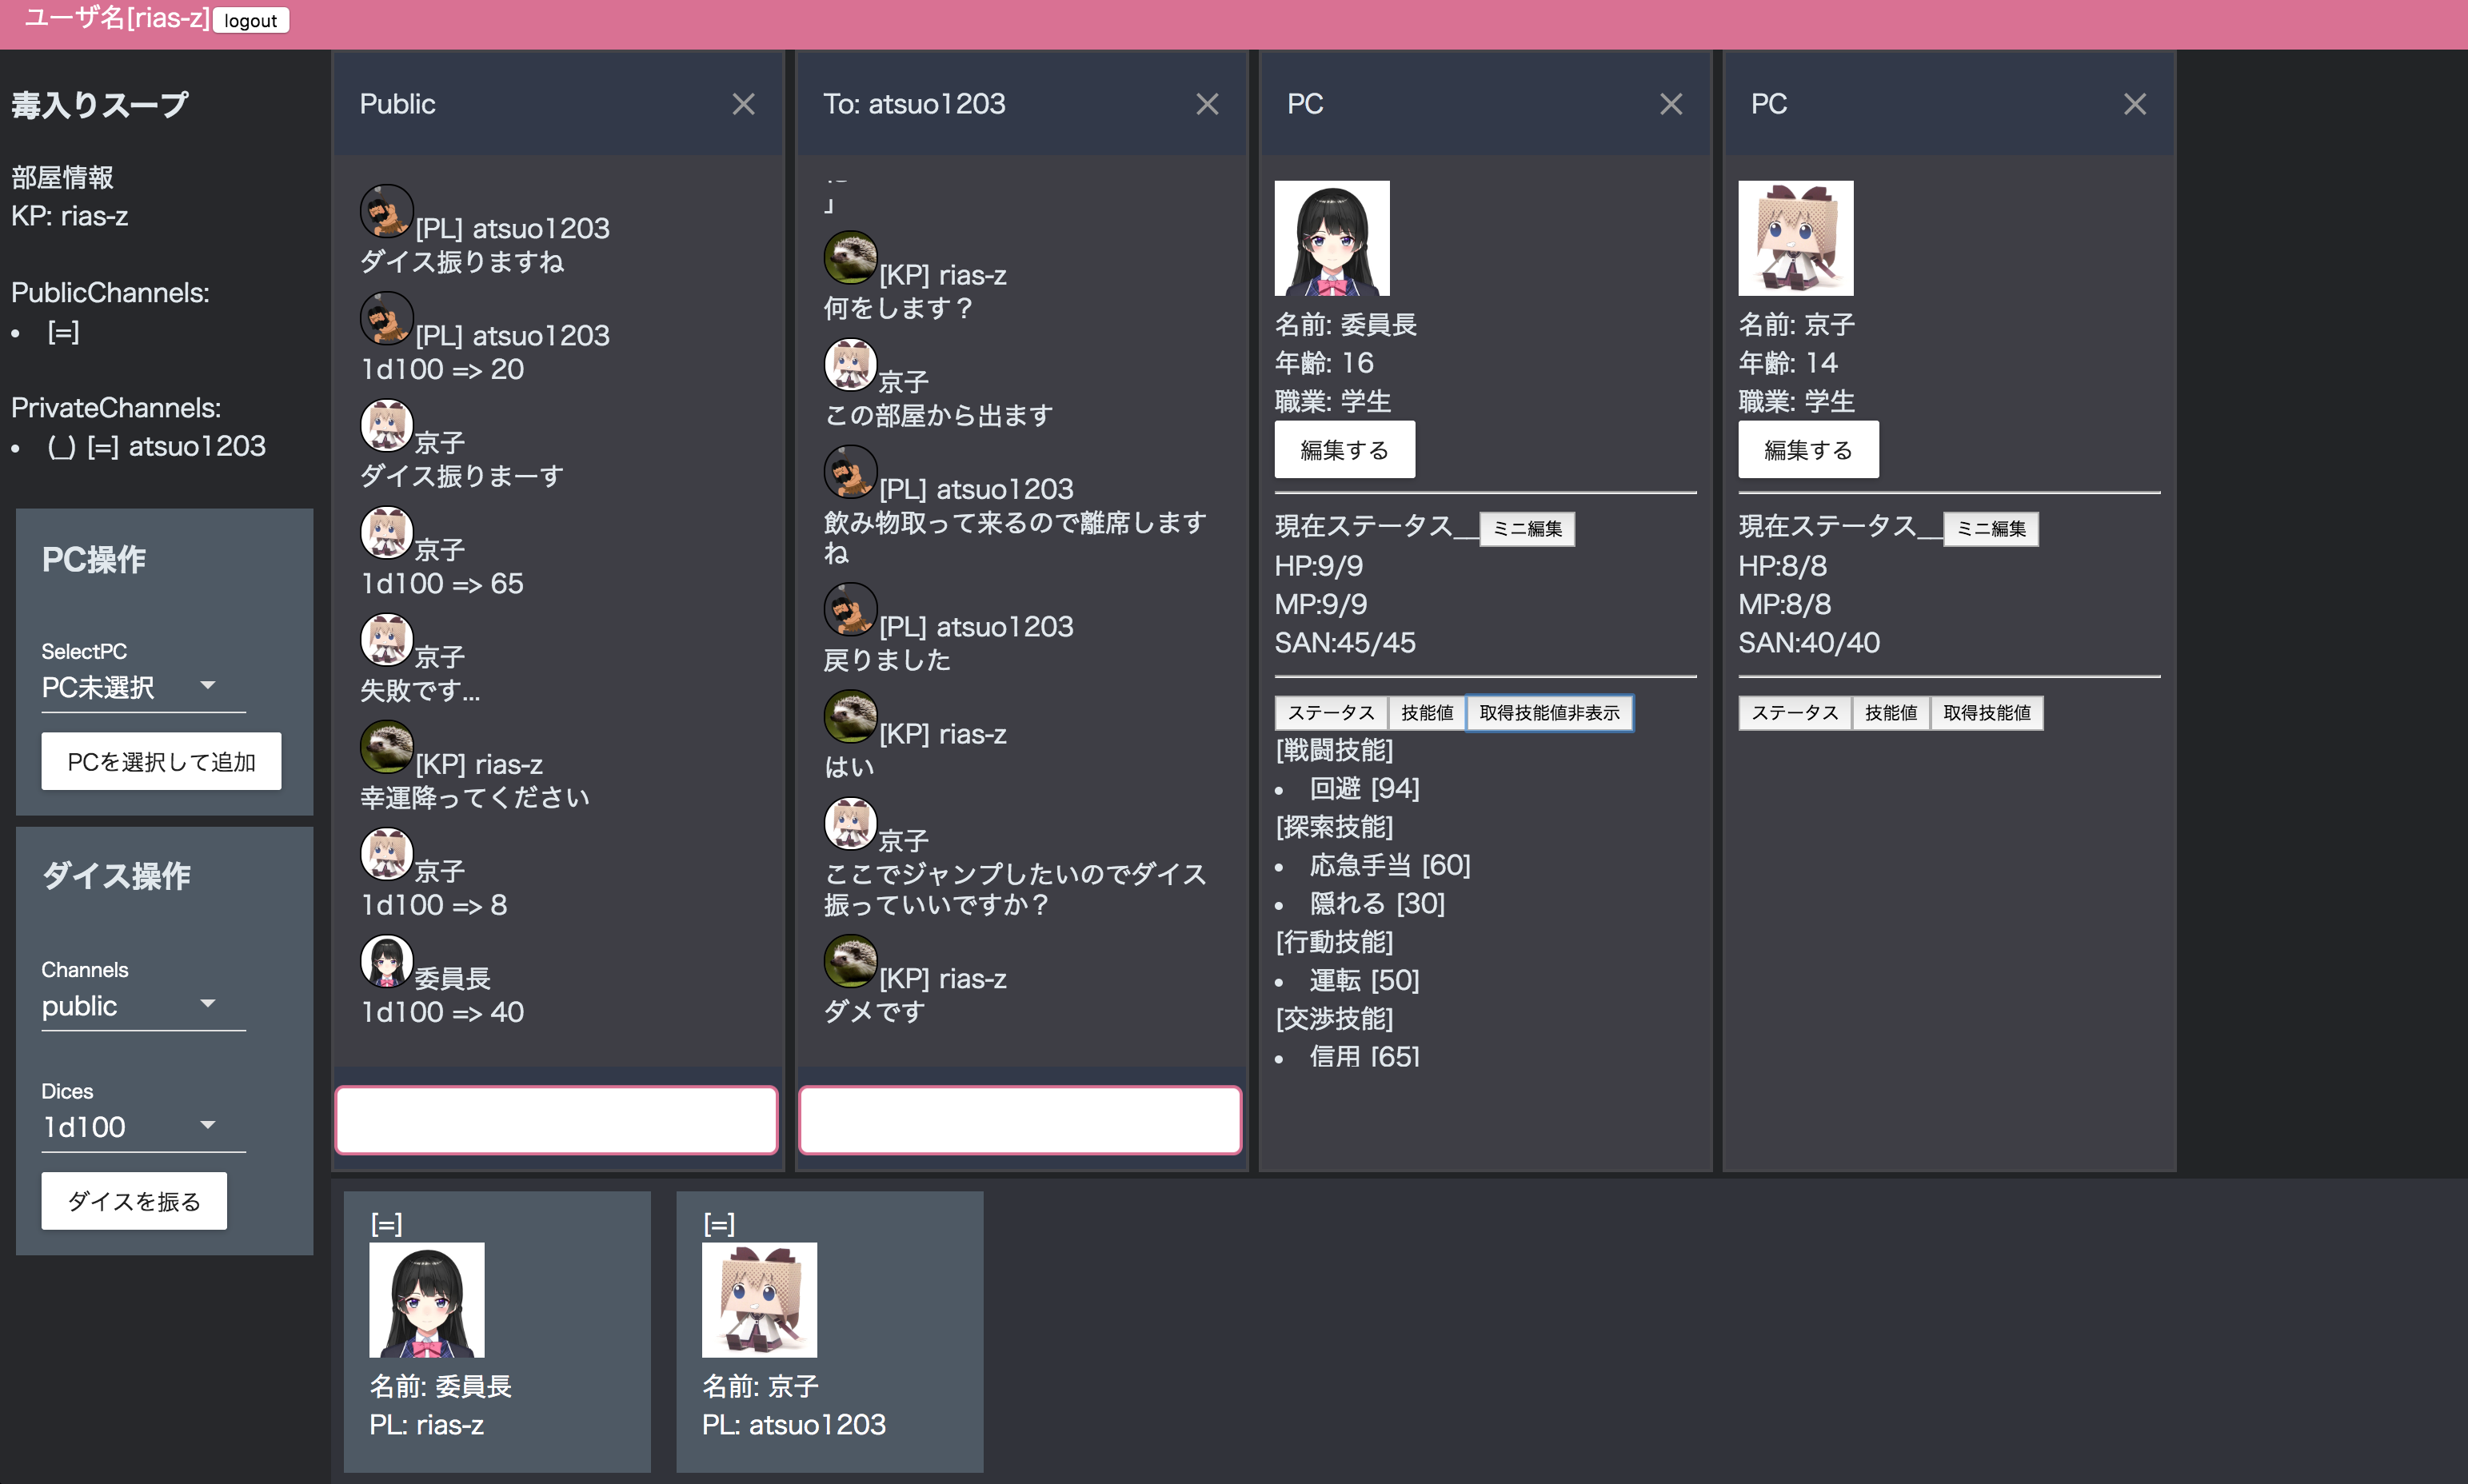 ユーザ名[rias-z] logout
毒入りスープ
部屋情報
KP: rias-z
PublicChannels:
• [=]
PrivateChannels:
• (_) [=] atsuo1203
PC操作
SelectPC
PC未選択
PCを選択して追加
ダイス操作
Channels
public
Dices
1d100
ダイスを振る
Public
[PL] atsuo1203
ダイス振りますね
[PL] atsuo1203
1d100 => 20
京子
ダイス振りまーす
京子
1d100 => 65
京子
失敗です...
[KP] rias-z
幸運降ってください
京子
1d100 => 8
委員長
1d100 => 40
To: atsuo1203
」
[KP] rias-z
何をします？
京子
この部屋から出ます
[PL] atsuo1203
飲み物取って来るので離席します
ね
[PL] atsuo1203
戻りました
[KP] rias-z
はい
京子
ここでジャンプしたいのでダイス
振っていいですか？
[KP] rias-z
ダメです
PC
名前: 委員長
年齢: 16
職業: 学生
編集する
現在ステータス__ミニ編集
HP:9/9
MP:9/9
SAN:45/45
ステータス 技能値 取得技能値非表示
[戦闘技能]
• 回避 [94]
[探索技能]
• 応急手当 [60]
• 隠れる [30]
[行動技能]
• 運転 [50]
[交渉技能]
• 信用 [65]
PC
名前: 京子
年齢: 14
職業: 学生
編集する
現在ステータス__ミニ編集
HP:8/8
MP:8/8
SAN:40/40
ステータス 技能値 取得技能値
[=]
名前: 委員長
PL: rias-z
[=]
名前: 京子
PL: atsuo1203